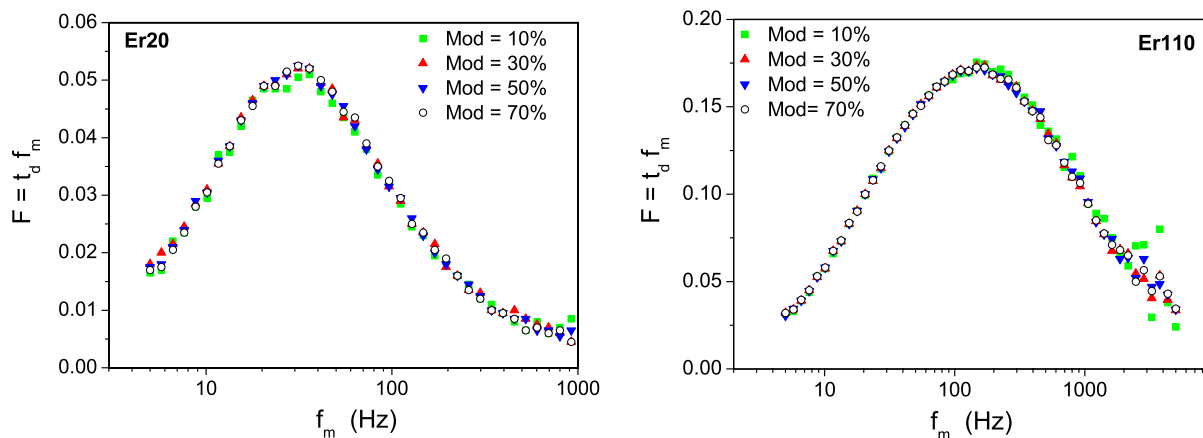 Er20
Mod = 10%
Mod = 30%
Mod = 50%
Mod = 70%
0.06
0.05
0.04
0.03
0.02
0.01
0.00
F = t_d f_m
10
100
1000
f_m (Hz)
Er110
Mod = 10%
Mod = 30%
Mod = 50%
Mod= 70%
0.20
0.15
0.10
0.05
0.00
F = t_d f_m
10
100
1000
f_m (Hz)